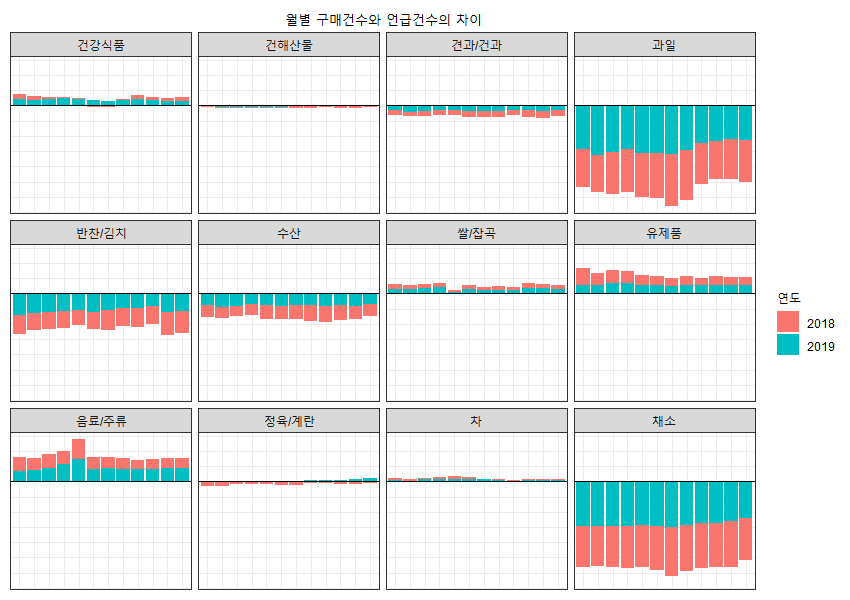 월별 구매건수와 언급건수의 차이
건강식품
건해산물
견과/건과
과일
반찬/김치
수산
쌀/잡곡
유제품
음료/주류
정육/계란
차
채소
연도
2018
2019